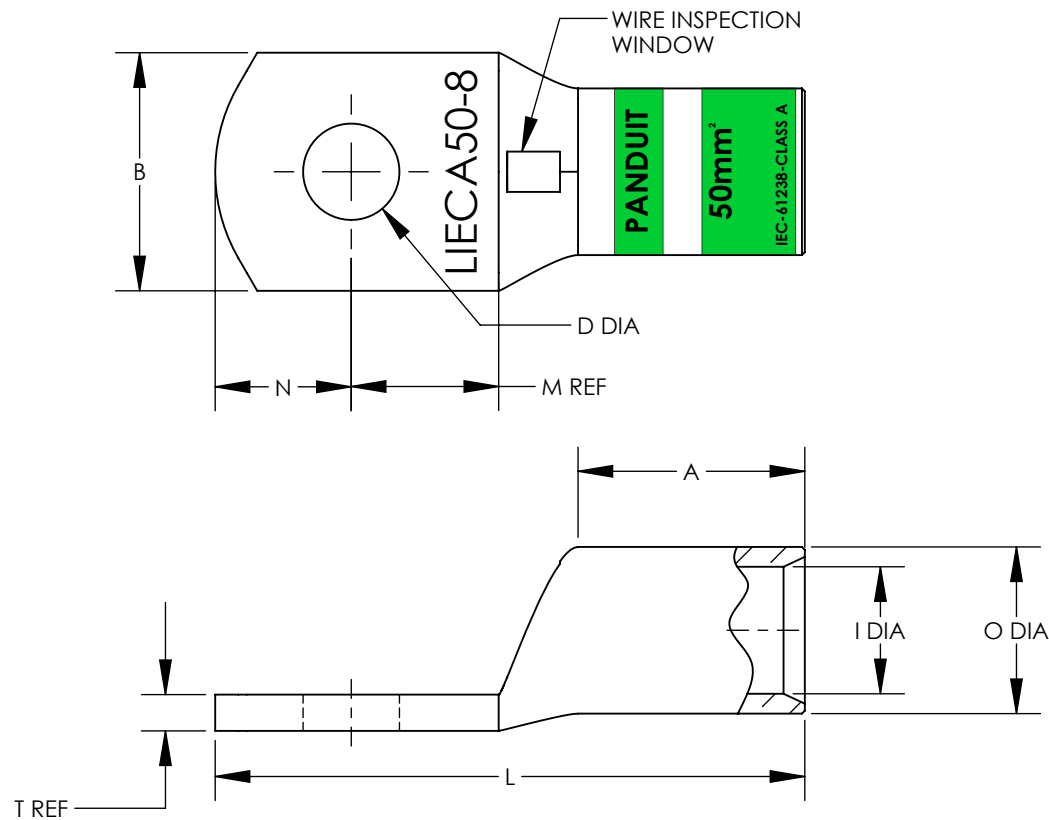 WIRE INSPECTION
WINDOW
B
LIECA50-8
PANDUIT
50mm²
IEC-61238-CLASS A
D DIA
N
M REF
A
I DIA
O DIA
L
T REF